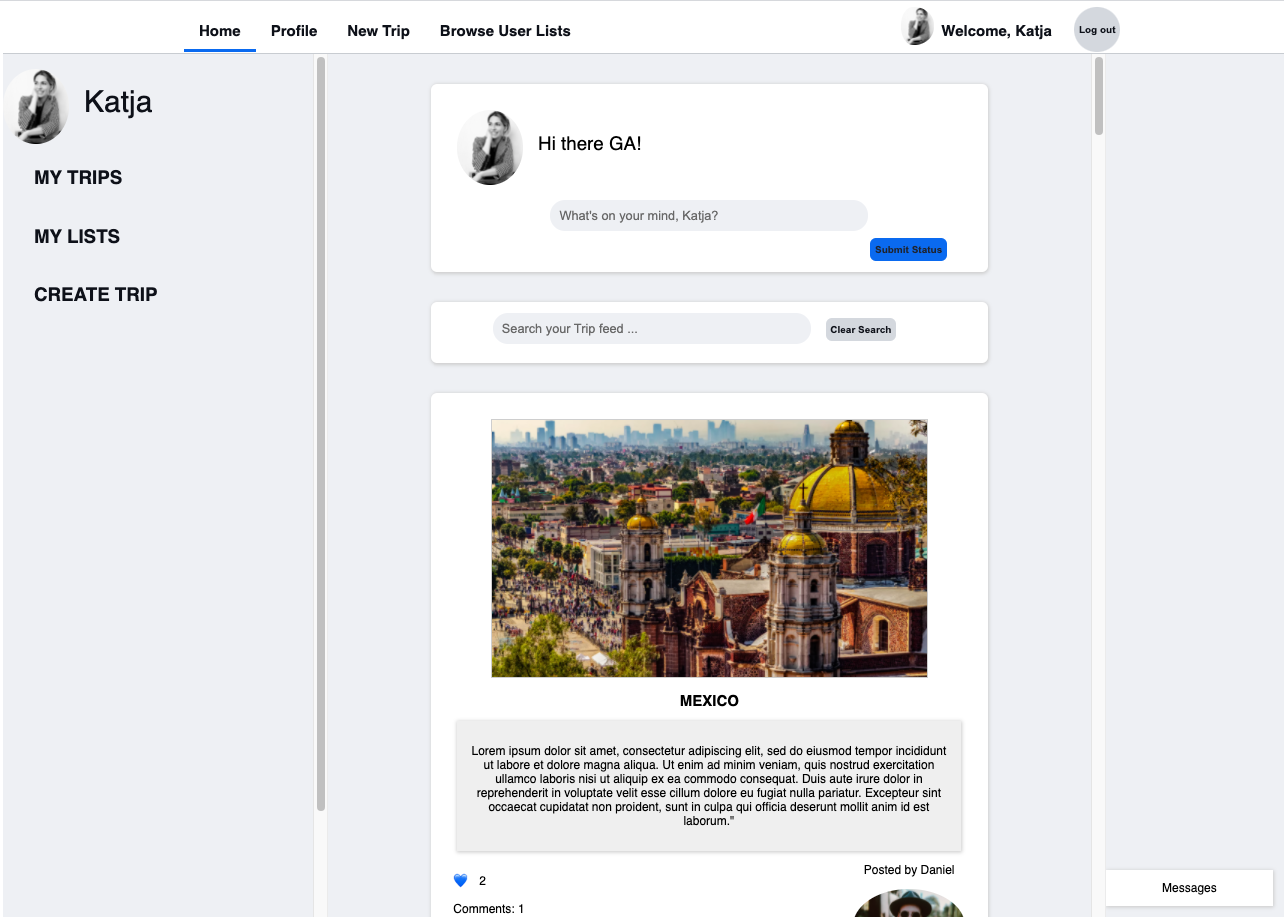 Home Profile New Trip Browse User Lists Welcome, Katja Log out
Katja
MY TRIPS
MY LISTS
CREATE TRIP
Hi there GA!
What's on your mind, Katja?
Submit Status
Search your Trip feed ... Clear Search
MEXICO
Lorem ipsum dolor sit amet, consectetur adipiscing elit, sed do eiusmod tempor incididunt
ut labore et dolore magna aliqua. Ut enim ad minim veniam, quis nostrud exercitation
ullamco laboris nisi ut aliquip ex ea commodo consequat. Duis aute irure dolor in
reprehenderit in voluptate velit esse cillum dolore eu fugiat nulla pariatur. Excepteur sint
occaecat cupidatat non proident, sunt in culpa qui officia deserunt mollit anim id est
laborum."
Posted by Daniel
💙 2
Comments: 1
Messages